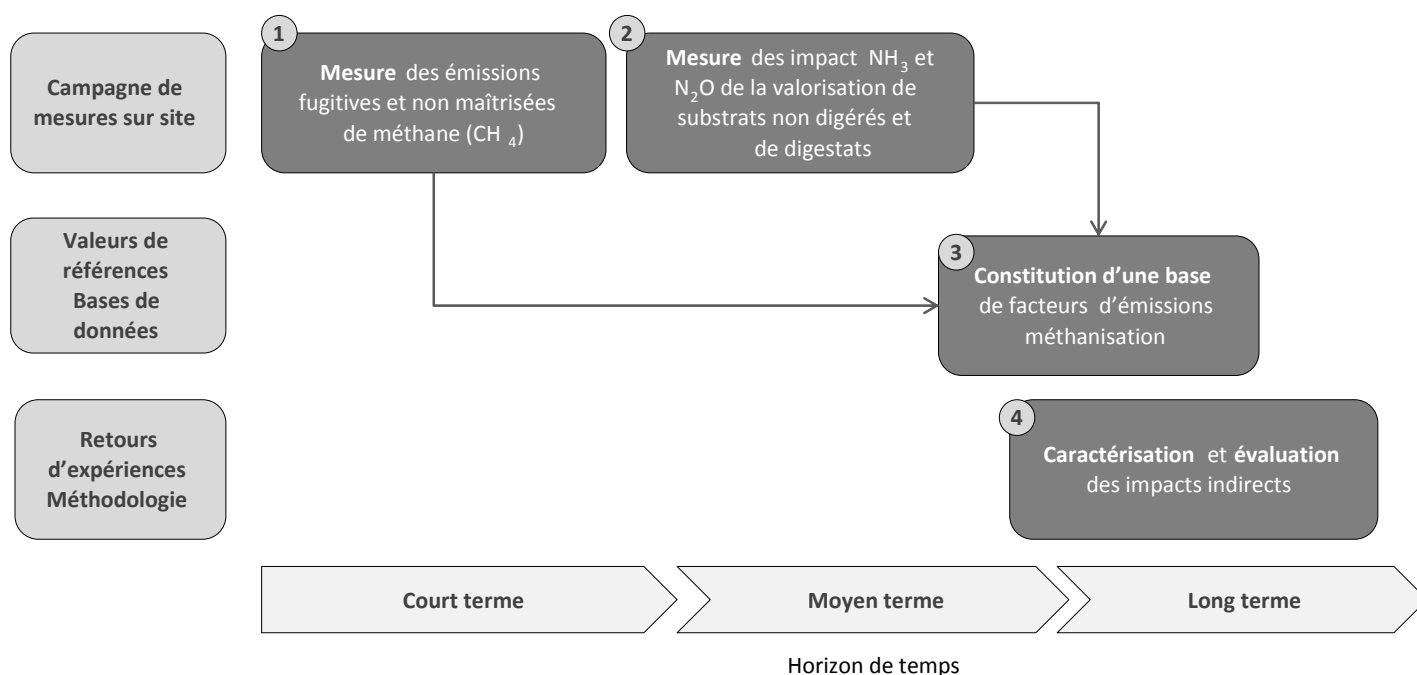 Campagne de
mesures sur site
1
Mesure des émissions
fugitives et non maîtrisées
de méthane (CH 4)
2
Mesure des impact NH3 et
N2O de la valorisation de
substrats non digérés et
de digestats
Valeurs de
références
Bases de
données
3
Constitution d’une base
de facteurs d’émissions
méthanisation
Retours
d’expériences
Méthodologie
4
Caractérisation et évaluation
des impacts indirects
Court terme
Moyen terme
Long terme
Horizon de temps